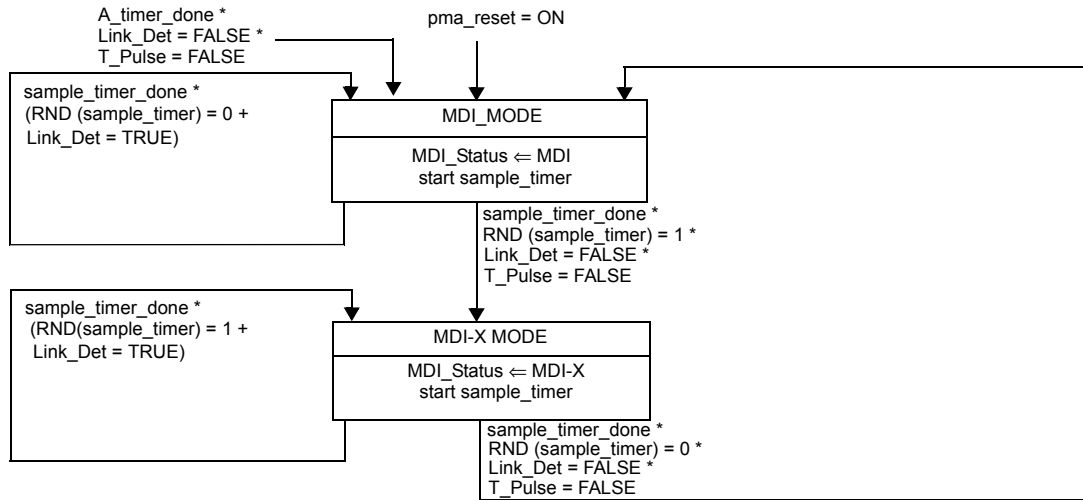 A_timer_done *
Link_Det = FALSE *
T_Pulse = FALSE
pma_reset = ON
sample_timer_done *
(RND (sample_timer) = 0 +
Link_Det = TRUE)
MDI_MODE
MDI_Status ⇐ MDI
start sample_timer
sample_timer_done *
RND (sample_timer) = 1 *
Link_Det = FALSE *
T_Pulse = FALSE
sample_timer_done *
(RND(sample_timer) = 1 +
Link_Det = TRUE)
MDI-X MODE
MDI_Status ⇐ MDI-X
start sample_timer
sample_timer_done *
RND (sample_timer) = 0 *
Link_Det = FALSE *
T_Pulse = FALSE